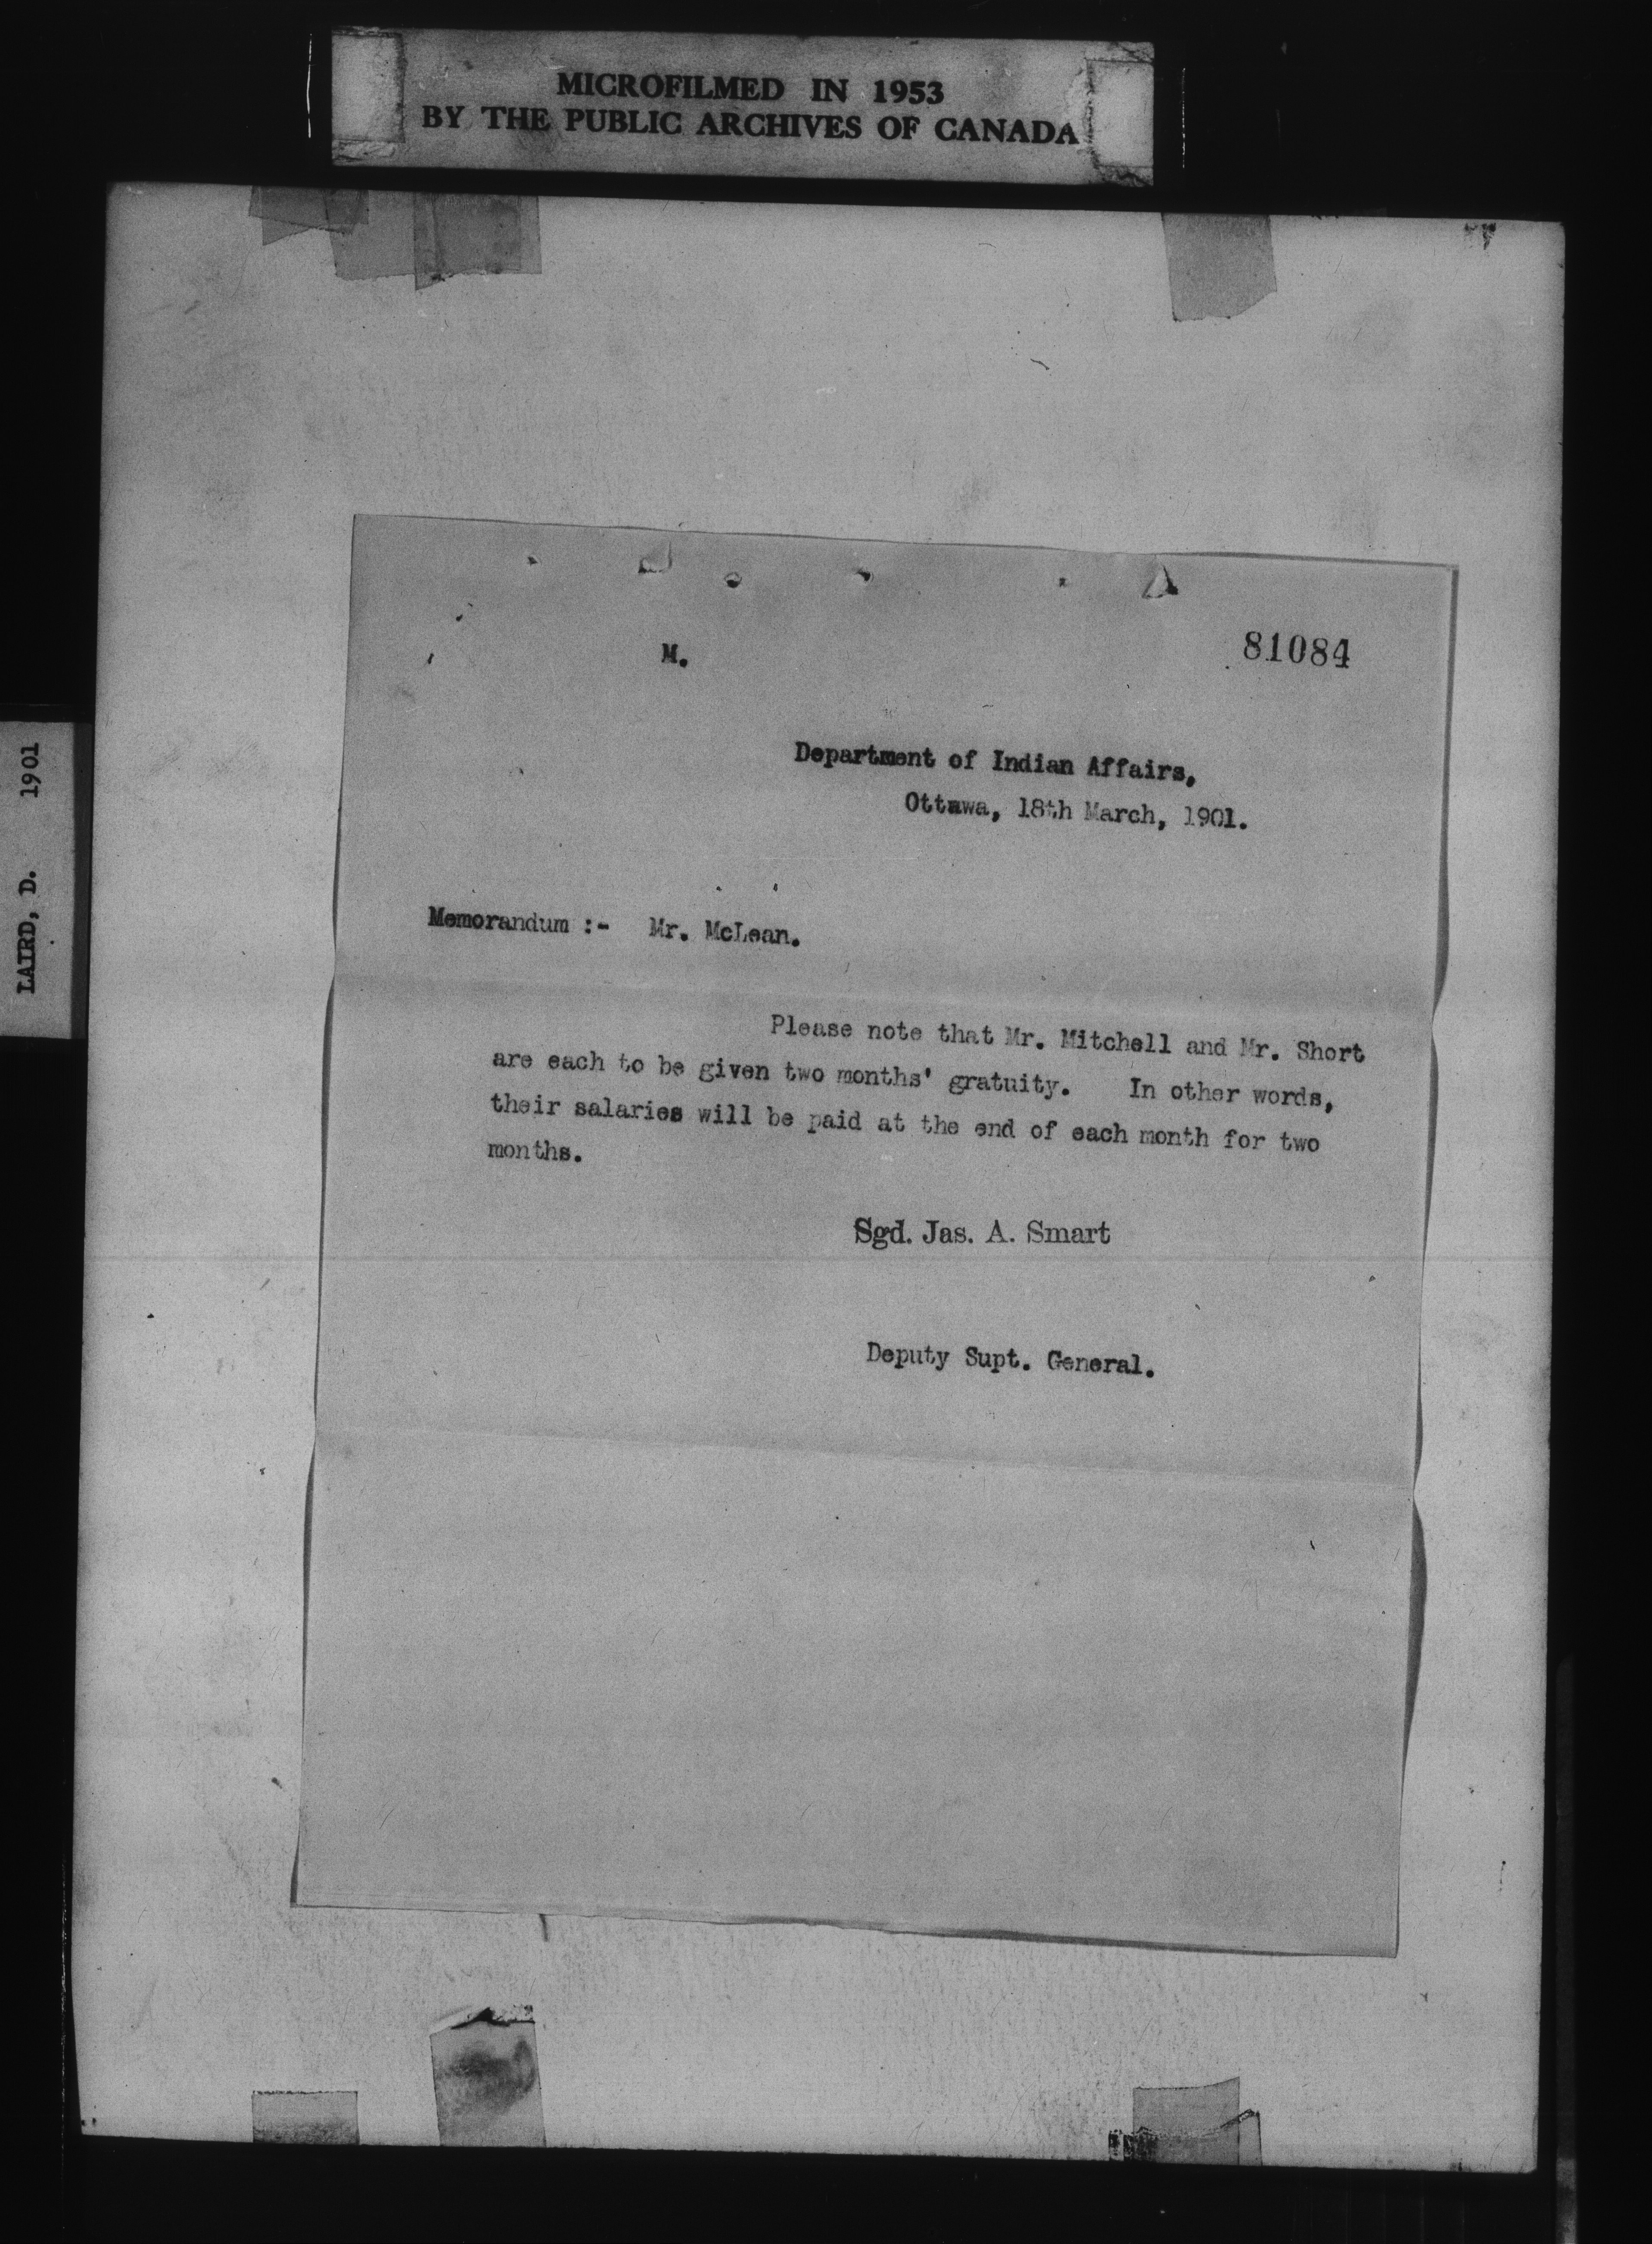 MICROFILMED IN 1953
BY THE PUBLIC ARCHIVES OF CANADA
LAIRD, D. 1901
M.
81084
Department of Indian Affairs,
Ottawa, 18th March, 1901.
Memorandum :- Mr. McLean.
Please note that Mr. Mitchell and Mr. Short
are each to be given two months' gratuity. In other words,
their salaries will be paid at the end of each month for two
months.
Sgd. Jas. A. Smart
Deputy Supt. General.